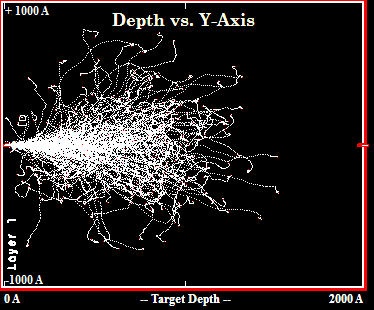 + 1000 A
Depth vs. Y-Axis
Layer 1
-1000 A
0 A
-- Target Depth --
2000 A